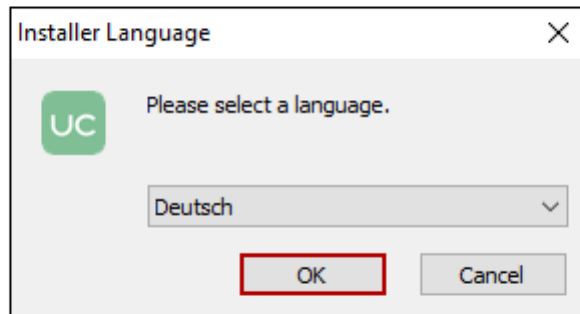 Installer Language
UC
Please select a language.
Deutsch
OK Cancel